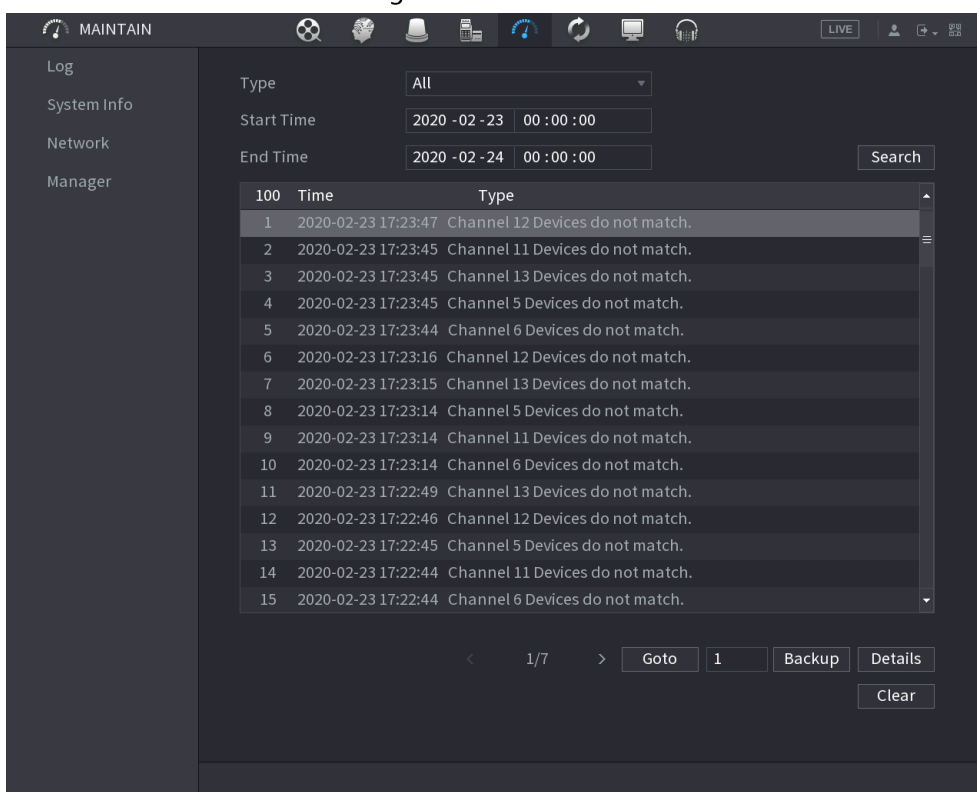 MAINTAIN
LIVE
Log
System Info
Network
Manager
Type All
Start Time 2020 -02 -23 00 :00 :00
End Time 2020 -02 -24 00 :00 :00
Search
100 Time Type
1 2020-02-23 17:23:47 Channel 12 Devices do not match.
2 2020-02-23 17:23:45 Channel 11 Devices do not match.
3 2020-02-23 17:23:45 Channel 13 Devices do not match.
4 2020-02-23 17:23:45 Channel 5 Devices do not match.
5 2020-02-23 17:23:44 Channel 6 Devices do not match.
6 2020-02-23 17:23:16 Channel 12 Devices do not match.
7 2020-02-23 17:23:15 Channel 13 Devices do not match.
8 2020-02-23 17:23:14 Channel 5 Devices do not match.
9 2020-02-23 17:23:14 Channel 11 Devices do not match.
10 2020-02-23 17:23:14 Channel 6 Devices do not match.
11 2020-02-23 17:22:49 Channel 13 Devices do not match.
12 2020-02-23 17:22:46 Channel 12 Devices do not match.
13 2020-02-23 17:22:45 Channel 5 Devices do not match.
14 2020-02-23 17:22:44 Channel 11 Devices do not match.
15 2020-02-23 17:22:44 Channel 6 Devices do not match.
< 1/7 > Goto 1 Backup Details
Clear